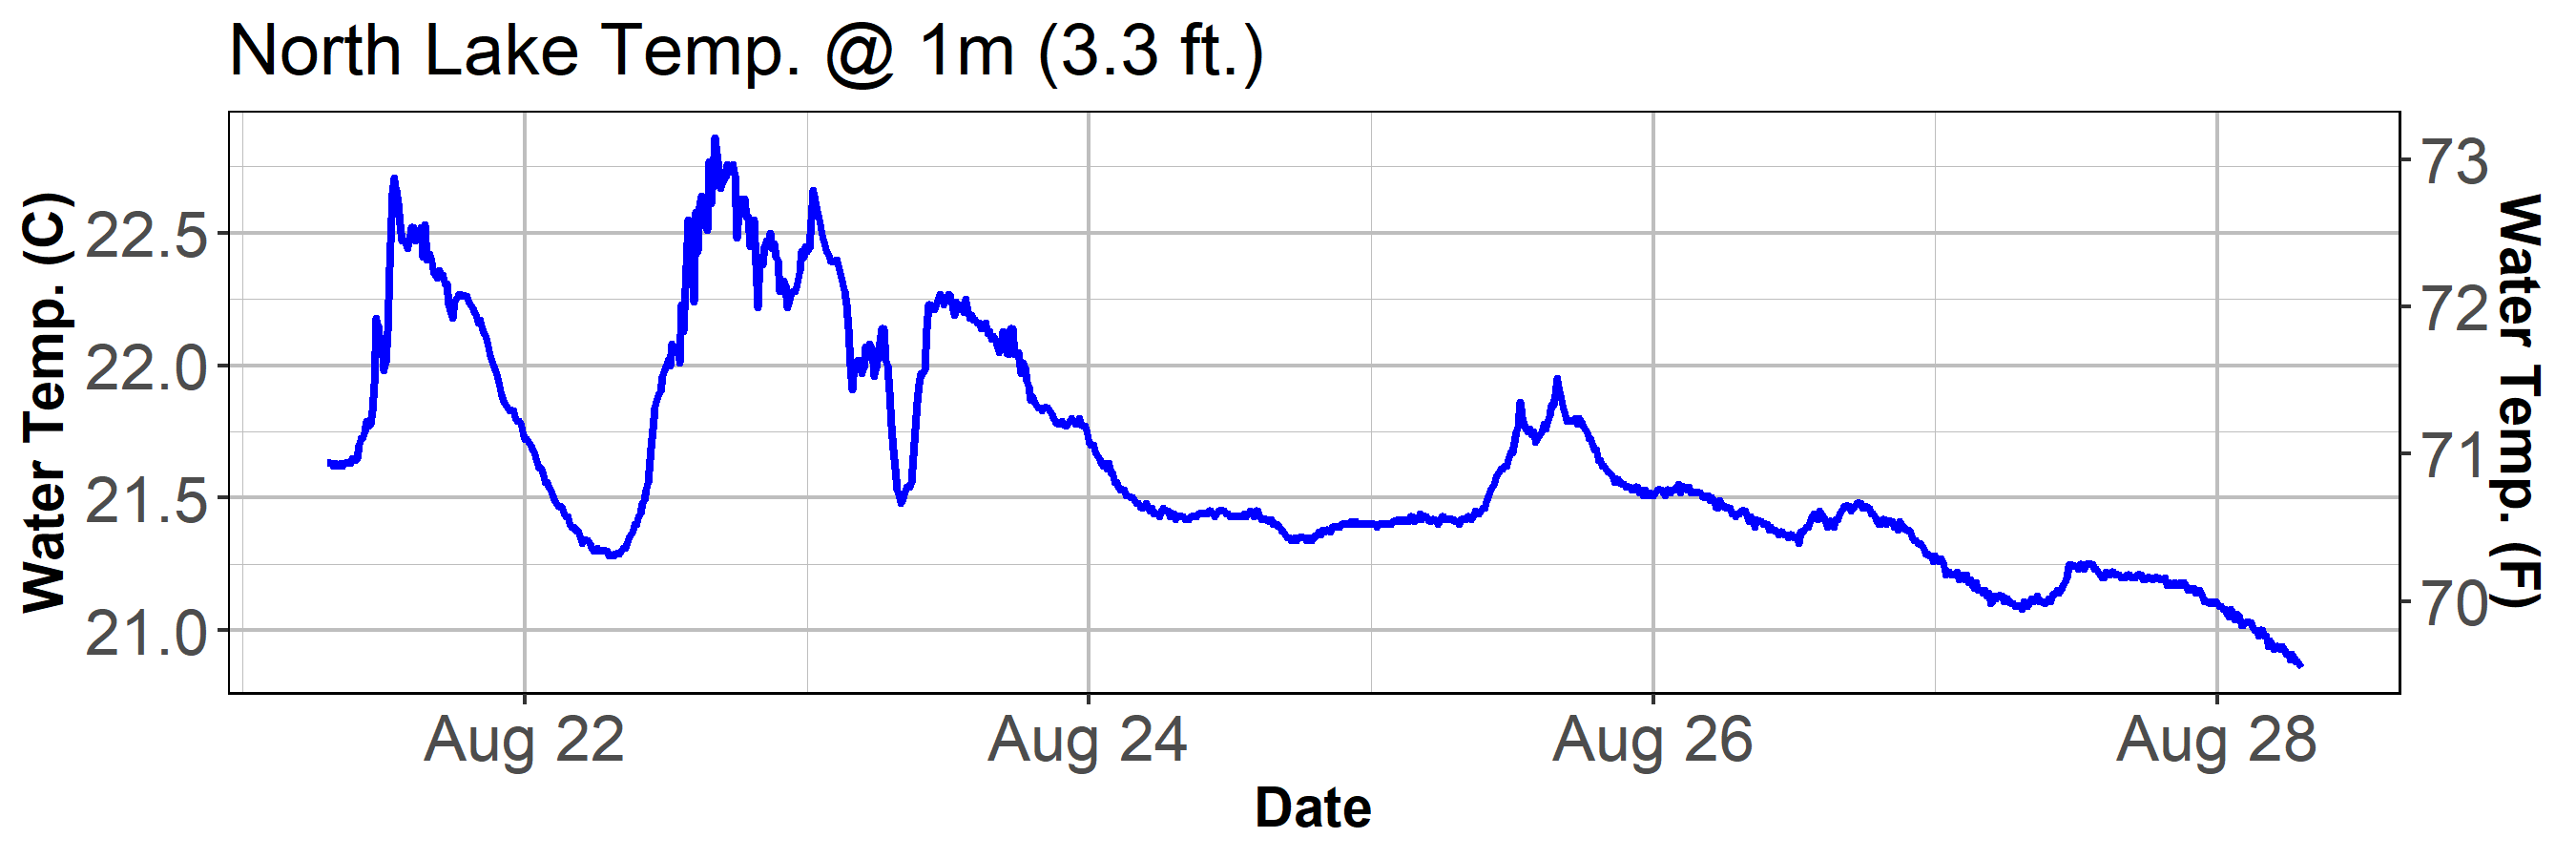 North Lake Temp. @ 1m (3.3 ft.)
Water Temp. (C)
22.5
22.0
21.5
21.0
73
72
71
70
Water Temp. (F)
Aug 22
Aug 24
Aug 26
Aug 28
Date